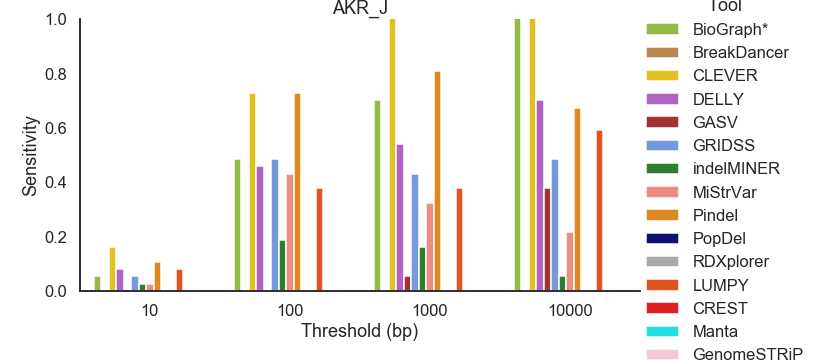 AKR_J
Tool
1.0
0.8
0.6
0.4
0.2
0.0
Sensitivity
10
100
1000
10000
Threshold (bp)
BioGraph*
BreakDancer
CLEVER
DELLY
GASV
GRIDSS
indelMINER
MiStrVar
Pindel
PopDel
RDXplorer
LUMPY
CREST
Manta
GenomeSTRiP